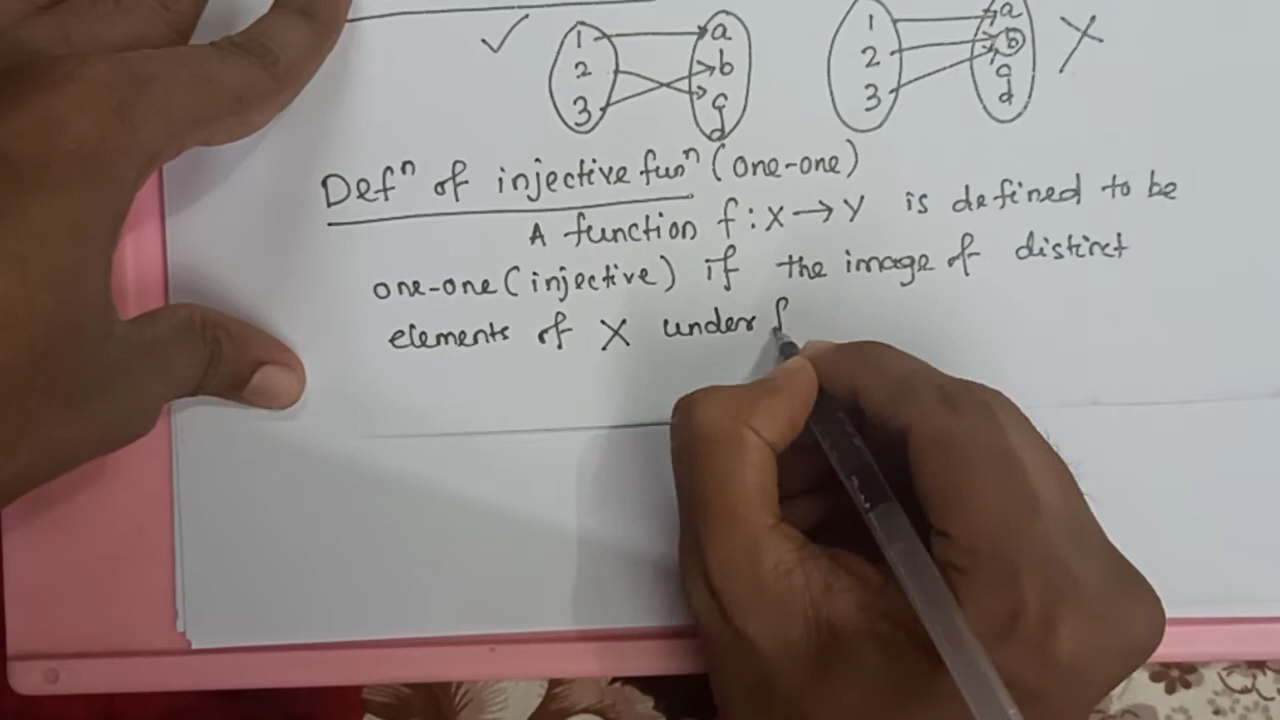 ✓ 1 2 3 a b c d 1 2 3 a b c d X
Defⁿ of injective funⁿ (one-one)
A function f : X → Y is defined to be
one-one (injective) if the image of distinct
elements of X under f